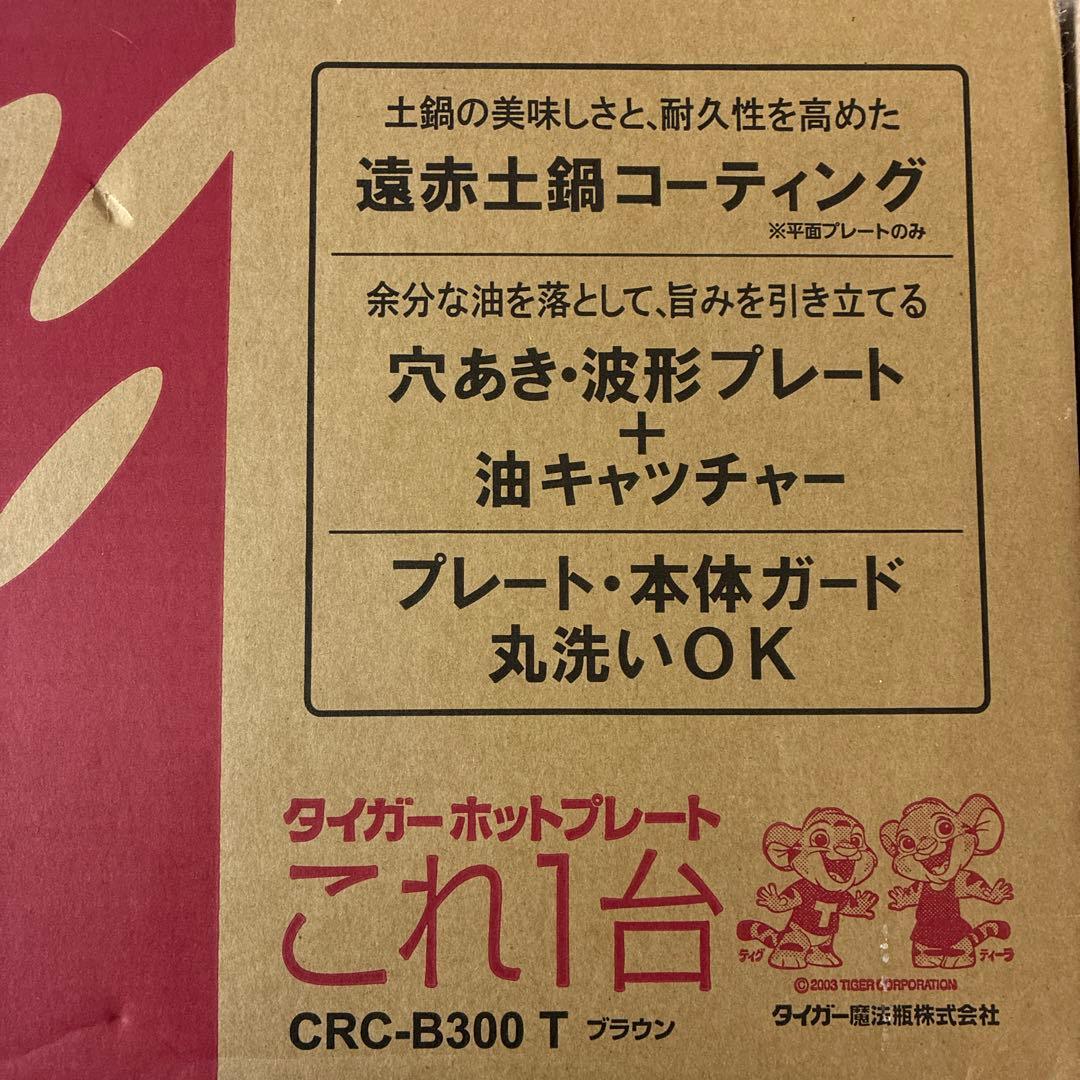 土鍋の美味しさと、耐久性を高めた
遠赤土鍋コーティング
※平面プレートのみ
余分な油を落として、旨みを引き立てる
穴あき・波形プレート
＋
油キャッチャー
プレート・本体ガード
丸洗いOK
タイガーホットプレート
これ1台
CRC-B300 T ブラウン
ティグ
ティーラ
©2003 TIGER CORPORATION
タイガー魔法瓶株式会社